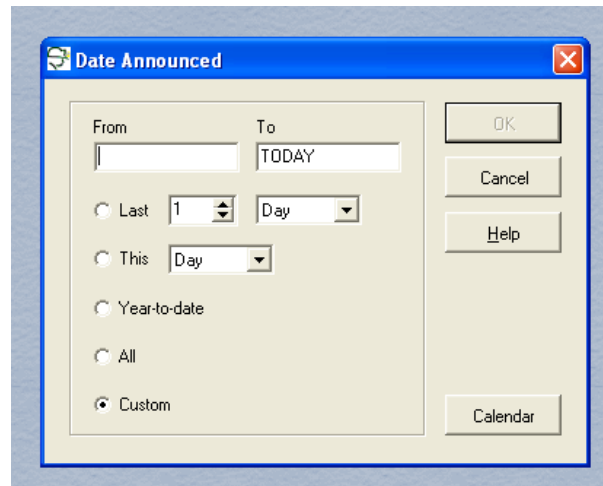 Date Announced
From To
TODAY
OK
Last 1 Day
Cancel
This Day
Help
Year-to-date
All
Custom
Calendar